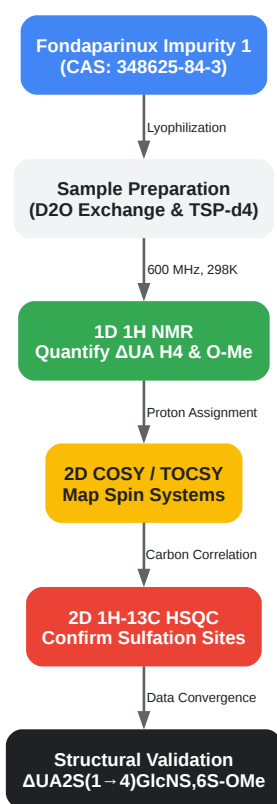 Fondaparinux Impurity 1
(CAS: 348625-84-3)
Lyophilization
Sample Preparation
(D2O Exchange & TSP-d4)
600 MHz, 298K
1D 1H NMR
Quantify ΔUA H4 & O-Me
Proton Assignment
2D COSY / TOCSY
Map Spin Systems
Carbon Correlation
2D 1H-13C HSQC
Confirm Sulfation Sites
Data Convergence
Structural Validation
ΔUA2S(1→4)GlcNS,6S-OMe